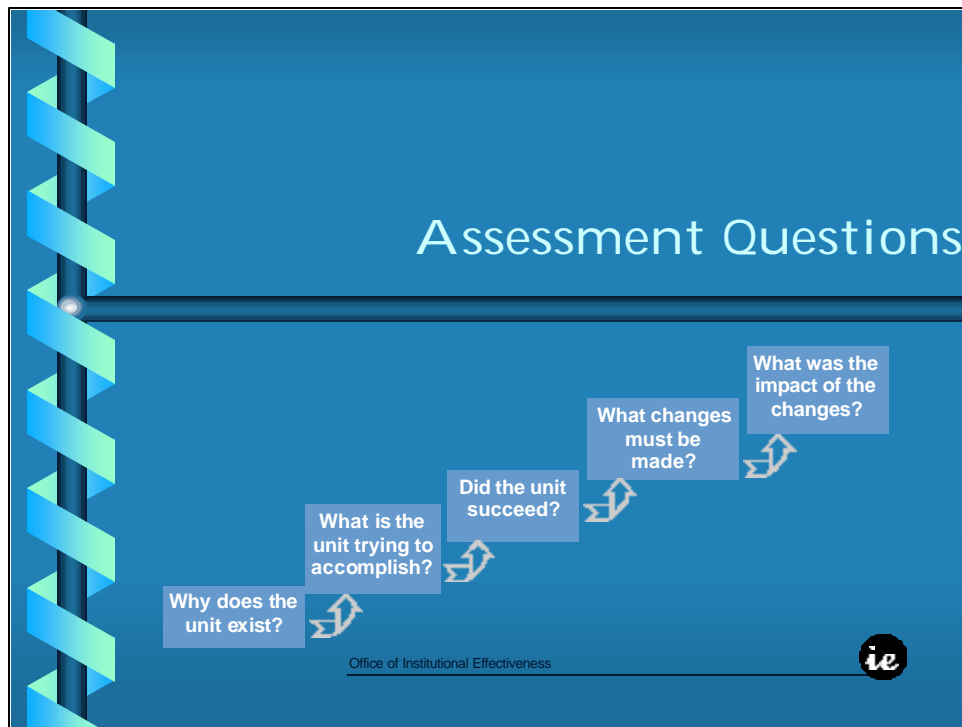 Assessment Questions
Why does the
unit exist?
What is the
unit trying to
accomplish?
Did the unit
succeed?
What changes
must be
made?
What was the
impact of the
changes?
Office of Institutional Effectiveness
ie